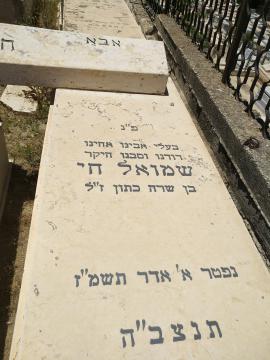 אבא
פ"נ
בעלי אבינו אחינו
דודנו וסבנו היקר
שמואל חי
בן שרה כתון ז"ל
נפטר א' אדר תשמ"ז
תנצב"ה